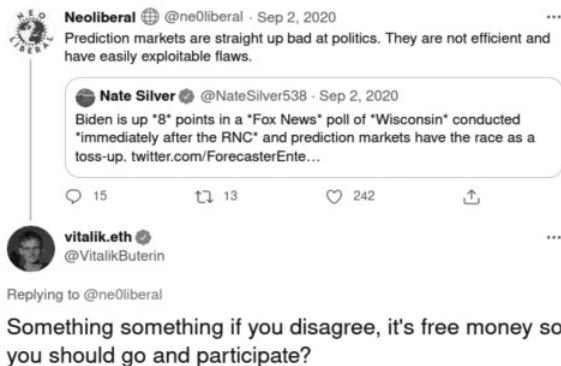 NEO
LIBERAL
Neoliberal @ne0liberal · Sep 2, 2020 ...
Prediction markets are straight up bad at politics. They are not efficient and
have easily exploitable flaws.
Nate Silver @NateSilver538 · Sep 2, 2020
Biden is up *8* points in a *Fox News* poll of *Wisconsin* conducted
*immediately after the RNC* and prediction markets have the race as a
toss-up. twitter.com/ForecasterEnte…
15 13 242
vitalik.eth ...
@VitalikButerin
Replying to @ne0liberal
Something something if you disagree, it's free money so
you should go and participate?